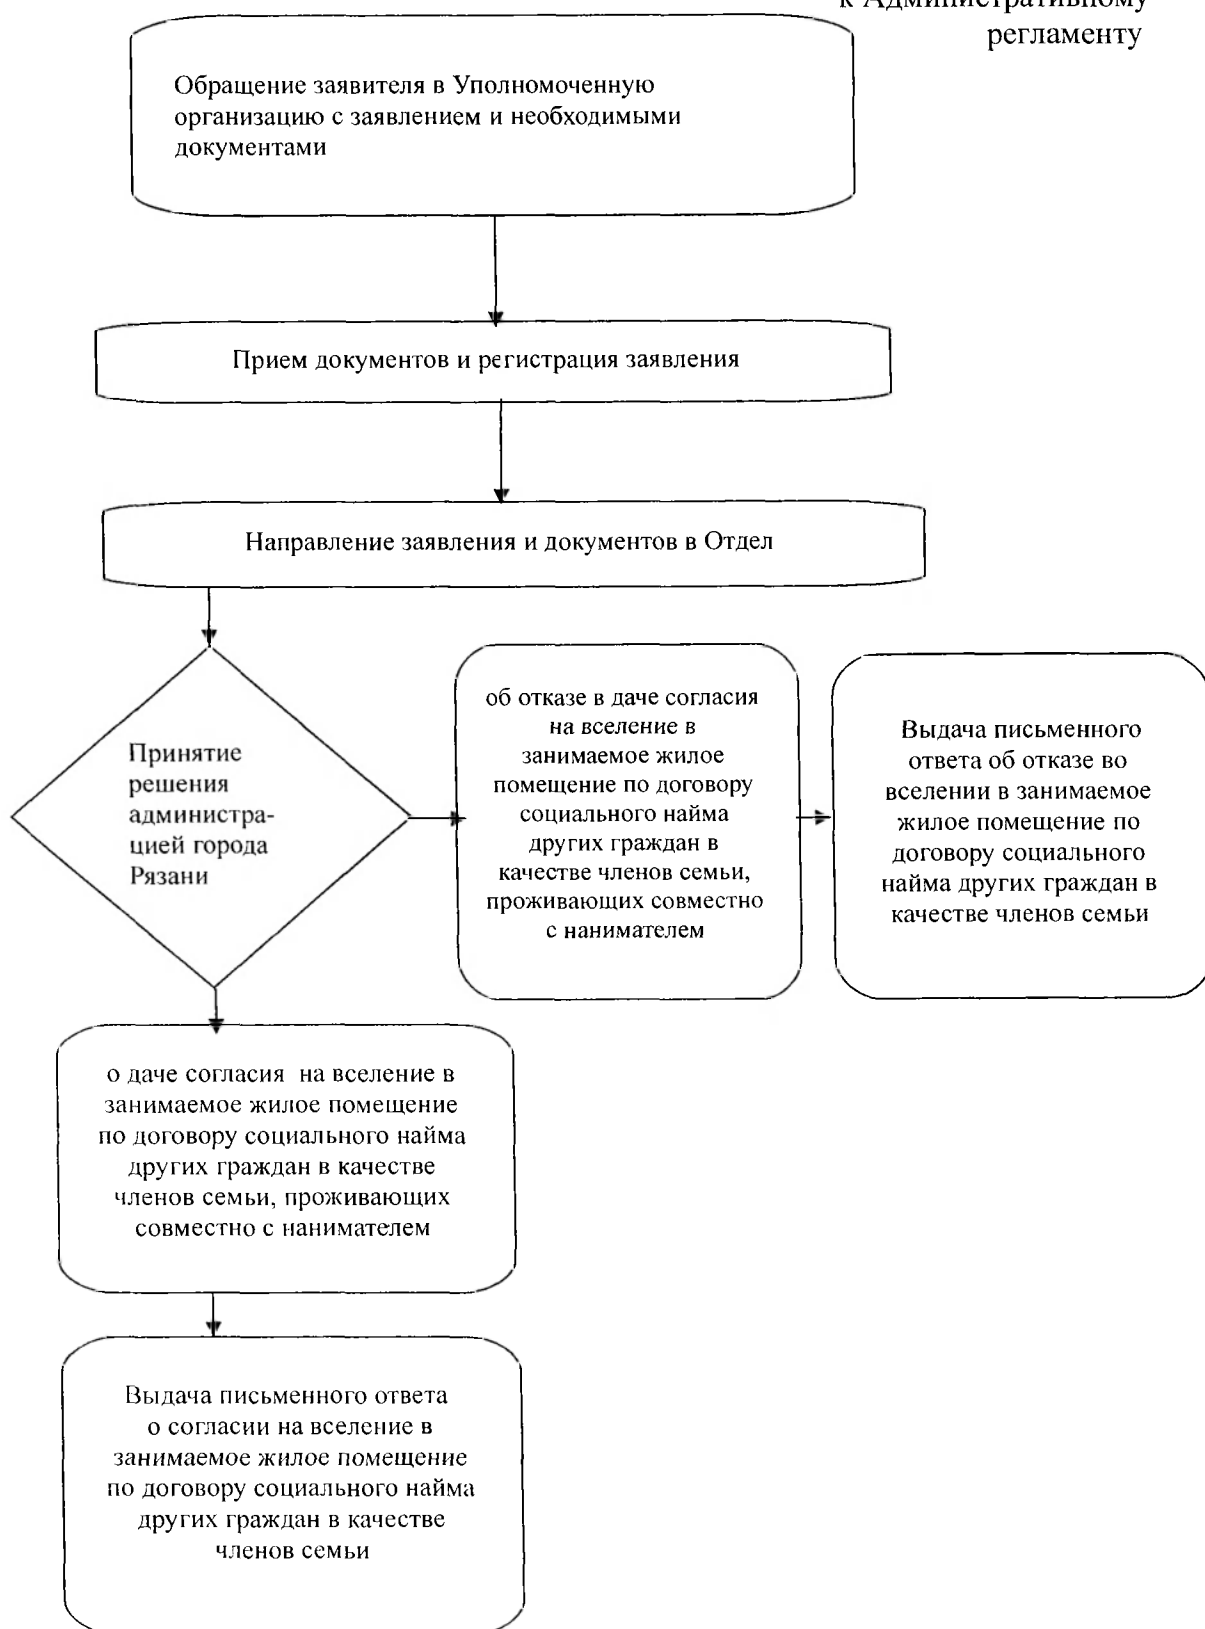 к Административному
регламенту
Обращение заявителя в Уполномоченную
организацию с заявлением и необходимыми
документами
Прием документов и регистрация заявления
Направление заявления и документов в Отдел
Принятие
решения
администра-
цией города
Рязани
об отказе в даче согласия
на вселение в
занимаемое жилое
помещение по договору
социального найма
других граждан в
качестве членов семьи,
проживающих совместно
с нанимателем
Выдача письменного
ответа об отказе во
вселении в занимаемое
жилое помещение по
договору социального
найма других граждан в
качестве членов семьи
о даче согласия на вселение в
занимаемое жилое помещение
по договору социального найма
других граждан в качестве
членов семьи, проживающих
совместно с нанимателем
Выдача письменного ответа
о согласии на вселение в
занимаемое жилое помещение
по договору социального найма
других граждан в качестве
членов семьи